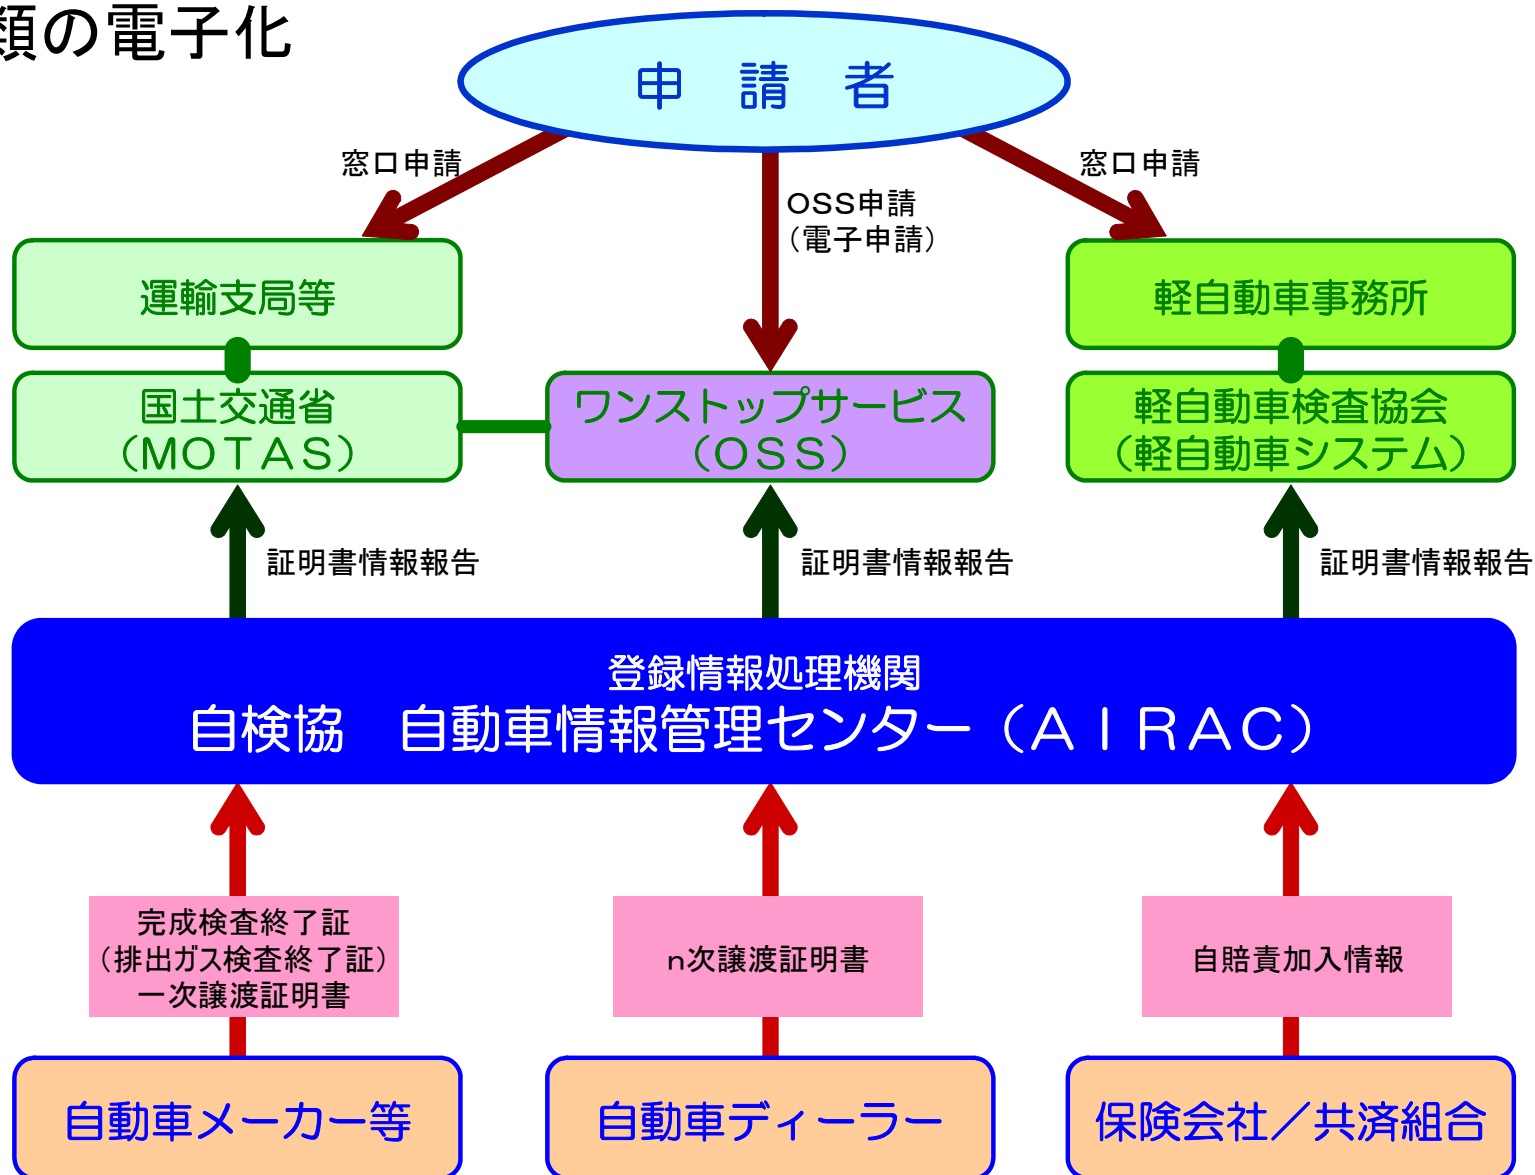 類の電子化
申　請　者
窓口申請
窓口申請
OSS申請
（電子申請）
運輸支局等
軽自動車事務所
国土交通省
（ＭＯＴＡＳ）
ワンストップサービス
（ＯＳＳ）
軽自動車検査協会
（軽自動車システム）
証明書情報報告
証明書情報報告
証明書情報報告
登録情報処理機関
自検協　自動車情報管理センター（ＡＩＲＡＣ）
完成検査終了証
（排出ガス検査終了証）
一次譲渡証明書
n次譲渡証明書
自賠責加入情報
自動車メーカー等
自動車ディーラー
保険会社／共済組合